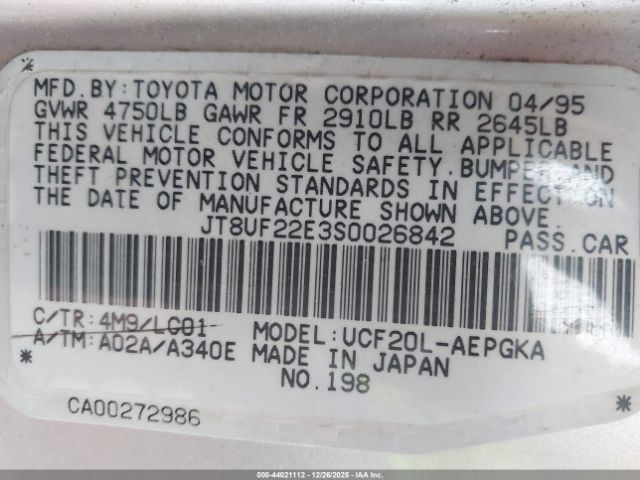 MFD.BY:TOYOTA MOTOR CORPORATION 04/95
GVWR 4750LB GAWR FR 2910LB RR 2645LB
THIS VEHICLE CONFORMS TO ALL APPLICABLE
FEDERAL MOTOR VEHICLE SAFETY.BUMPER AND
THEFT PREVENTION STANDARDS IN EFFECT ON
THE DATE OF MANUFACTURE SHOWN ABOVE.
JT8UF22E3S0026842 PASS.CAR
C/TR:4M9/LG01 MODEL:UCF20L-AEPGKA
A/TM:A02A/A340E MADE IN JAPAN
NO.198
CA00272986
000-44021112 - 12/26/2025 - IAA Inc.